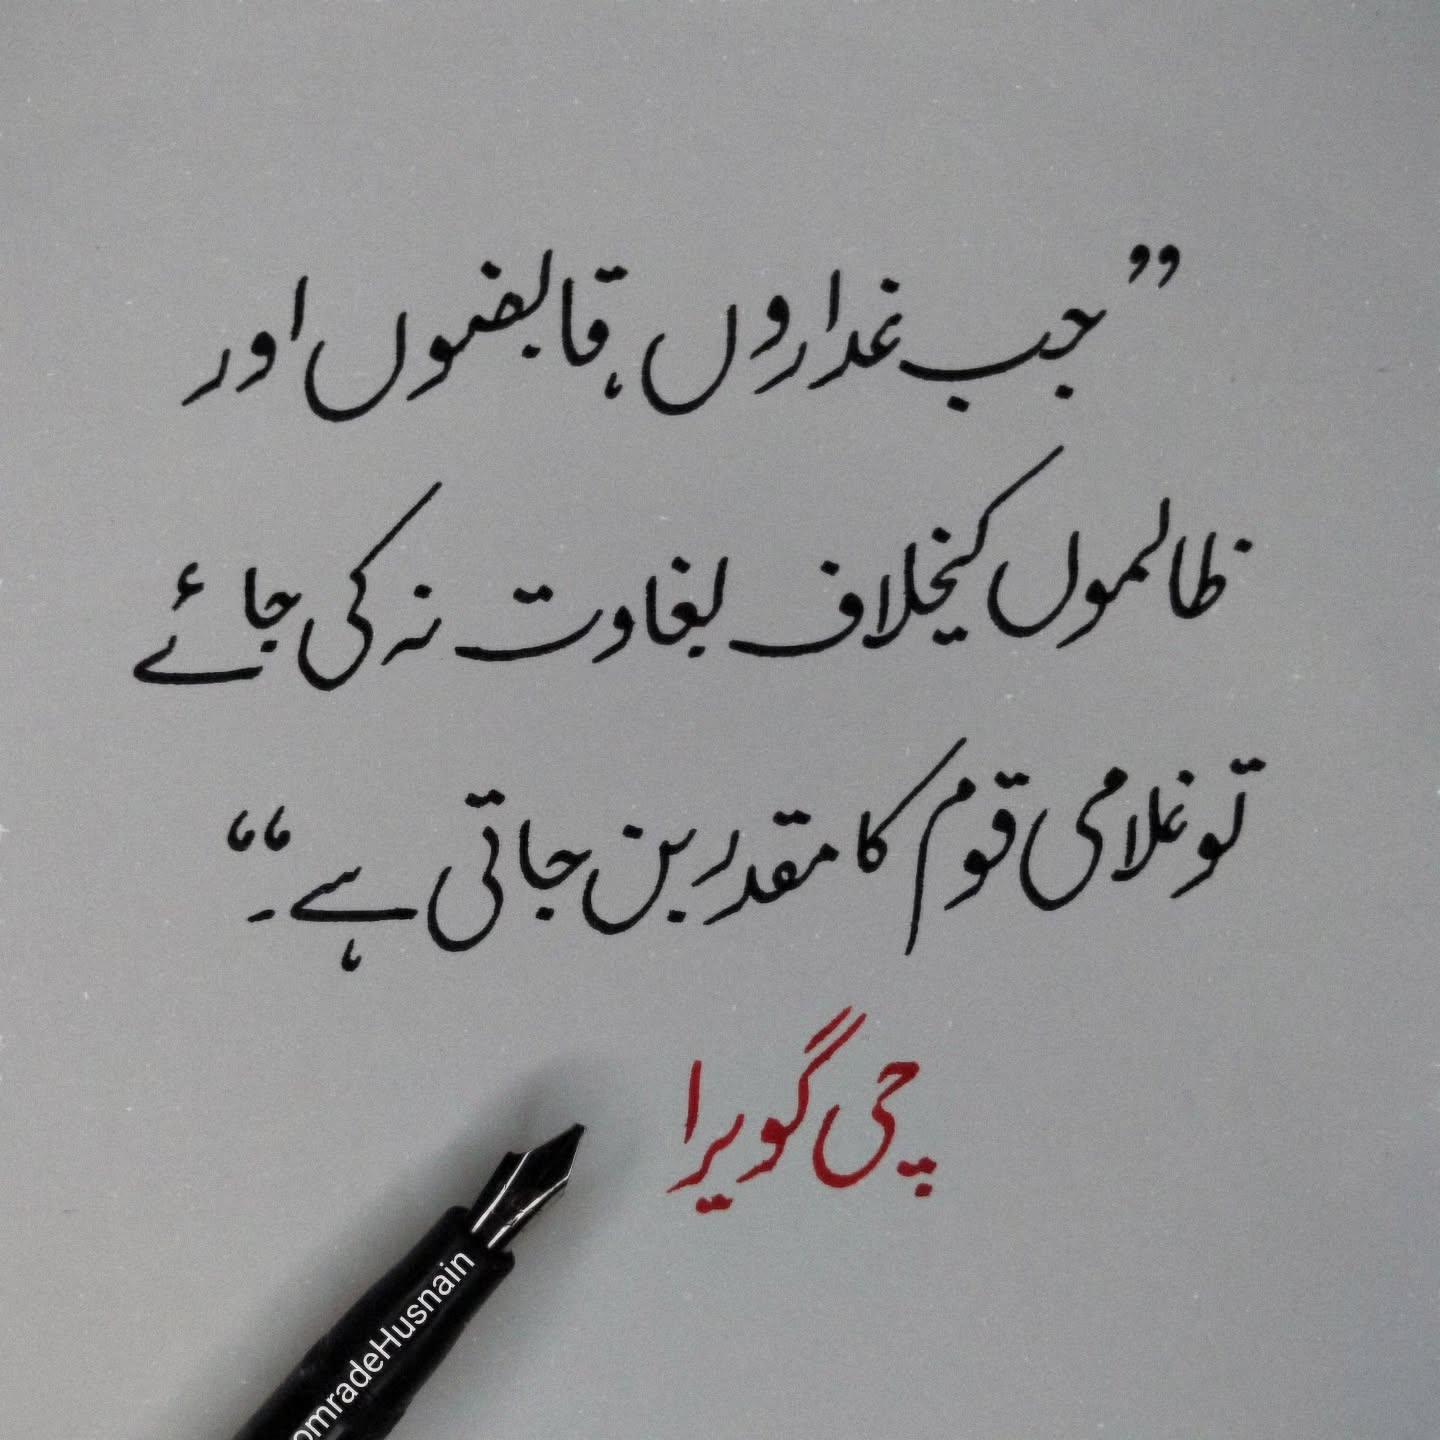 ”جب غداروں، قابضوں اور
ظالموں کیخلاف بغاوت نہ کی جائے
تو غلامی قوم کا مقدر بن جاتی ہے۔“
چی گویرا
omradeHusnain